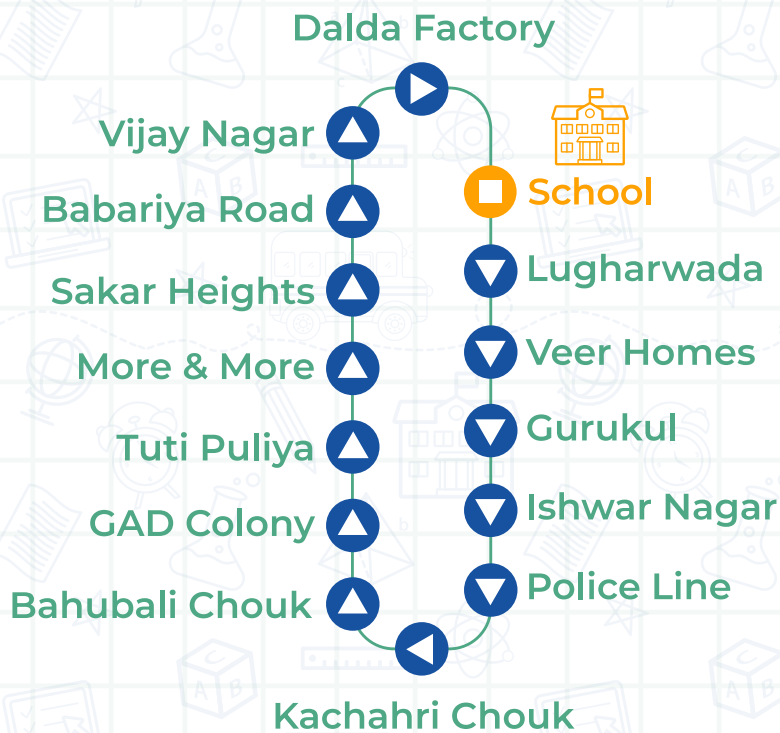 Dalda Factory
Vijay Nagar
School
Babariya Road
Lugharwada
Sakar Heights
Veer Homes
More & More
Gurukul
Tuti Puliya
Ishwar Nagar
GAD Colony
Police Line
Bahubali Chouk
Kachahri Chouk